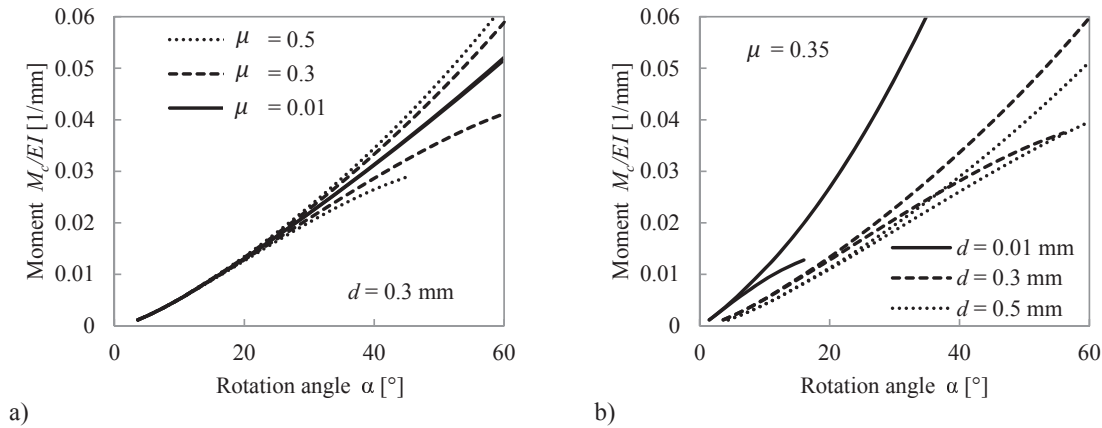 0.06
0.05
0.04
0.03
0.02
0.01
0
0 20 40 60
Moment M_c/EI [1/mm]
Rotation angle α [°]
μ = 0.5
μ = 0.3
μ = 0.01
d = 0.3 mm
a)
0.06
0.05
0.04
0.03
0.02
0.01
0
0 20 40 60
Moment M_c/EI [1/mm]
Rotation angle α [°]
μ = 0.35
d = 0.01 mm
d = 0.3 mm
d = 0.5 mm
b)